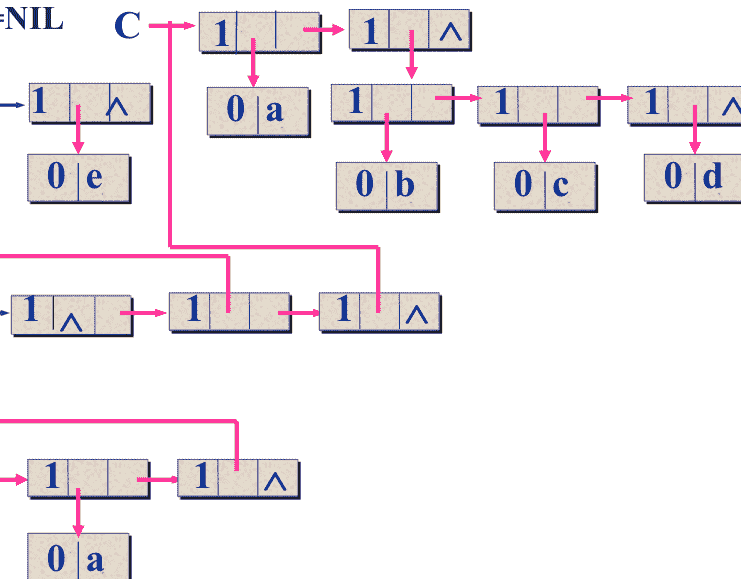 =NIL C 1 1 ∧
1 ∧ 0 a 1 1 1 ∧
0 e 0 b 0 c 0 d
1 ∧ 1 1 ∧
1 1 ∧
0 a